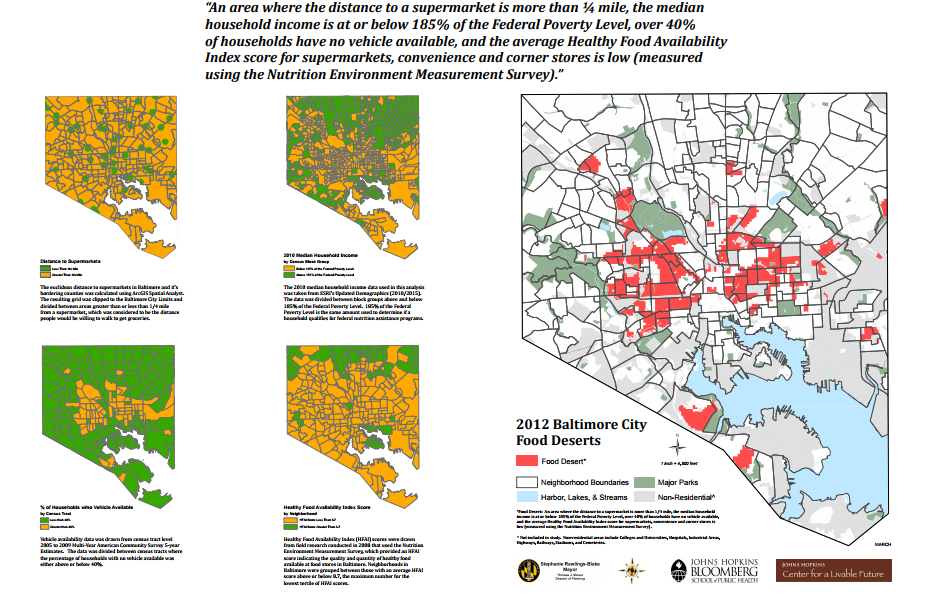 “An area where the distance to a supermarket is more than ¼ mile, the median
household income is at or below 185% of the Federal Poverty Level, over 40%
of households have no vehicle available, and the average Healthy Food Availability
Index score for supermarkets, convenience and corner stores is low (measured
using the Nutrition Environment Measurement Survey).”
Distance to Supermarkets
Less Than 1/4 Mile
Greater Than 1/4 Mile
The euclidean distance to supermarkets in Baltimore and it's
bordering counties was calculated using ArcGIS Spatial Analyst.
The resulting grid was clipped to the Baltimore City Limits and
divided between areas greater than or less than 1/4 mile
from a supermarket, which was considered to be the distance
people would be willing to walk to get groceries.
2010 Median Household Income
by Census Block Group
Below 185% of the Federal Poverty Level
Above 185% of the Federal Poverty Level
The 2010 median household income data used in this analysis
was taken from ESRI's Updated Demographics (2010/2015).
The data was divided between block groups above and below
185% of the Federal Poverty Level. 185% of the Federal
Poverty Level is the same amount used to determine if a
household qualifies for federal nutrition assistance programs.
% of Households w/no Vehicle Available
by Census Tract
Less than 40%
Greater than 40%
Vehicle availability data was drawn from census tract level
2005 to 2009 Multi-Year American Community Survey 5-year
Estimates. The data was divided between census tracts where
the percentage of households with no vehicle available was
either above or below 40%.
Healthy Food Availability Index Score
by Neighborhood
HFAI Score Less Than 8.7
HFAI Score Greater Than 8.7
Healthy Food Availability Index (HFAI) scores were drawn
from field research conducted in 2008 that used the Nutrition
Environment Measurement Survey, which provided an HFAI
score indicating the quality and quantity of healthy food
available at food stores in Baltimore. Neighborhoods in
Baltimore were grouped between those with an average HFAI
score above or below 8.7, the maximum number for the
lowest tertile of HFAI scores.
2012 Baltimore City
Food Deserts
N
1 inch = 4,500 feet
Food Desert*
Neighborhood Boundaries
Major Parks
Harbor, Lakes, & Streams
Non-Residential^
*Food Desert: An area where the distance to a supermarket is more than 1/4 mile, the median household
income is at or below 185% of the Federal Poverty Level, over 40% of households have no vehicle available,
and the average Healthy Food Availability Index score for supermarkets, convenience and corner stores is low
(measured using the Nutrition Environment Measurement Survey).
^ Not included to study. Non-residential areas include Colleges and Universities, Hospitals, Industrial Areas,
Highways, Railways, Stadiums, and Cemeteries.
MARCH
Stephanie Rawlings-Blake
Mayor
Thomas J. Stosur
Director of Planning
JOHNS HOPKINS
BLOOMBERG
SCHOOL of PUBLIC HEALTH
JOHNS HOPKINS
Center for a Livable Future